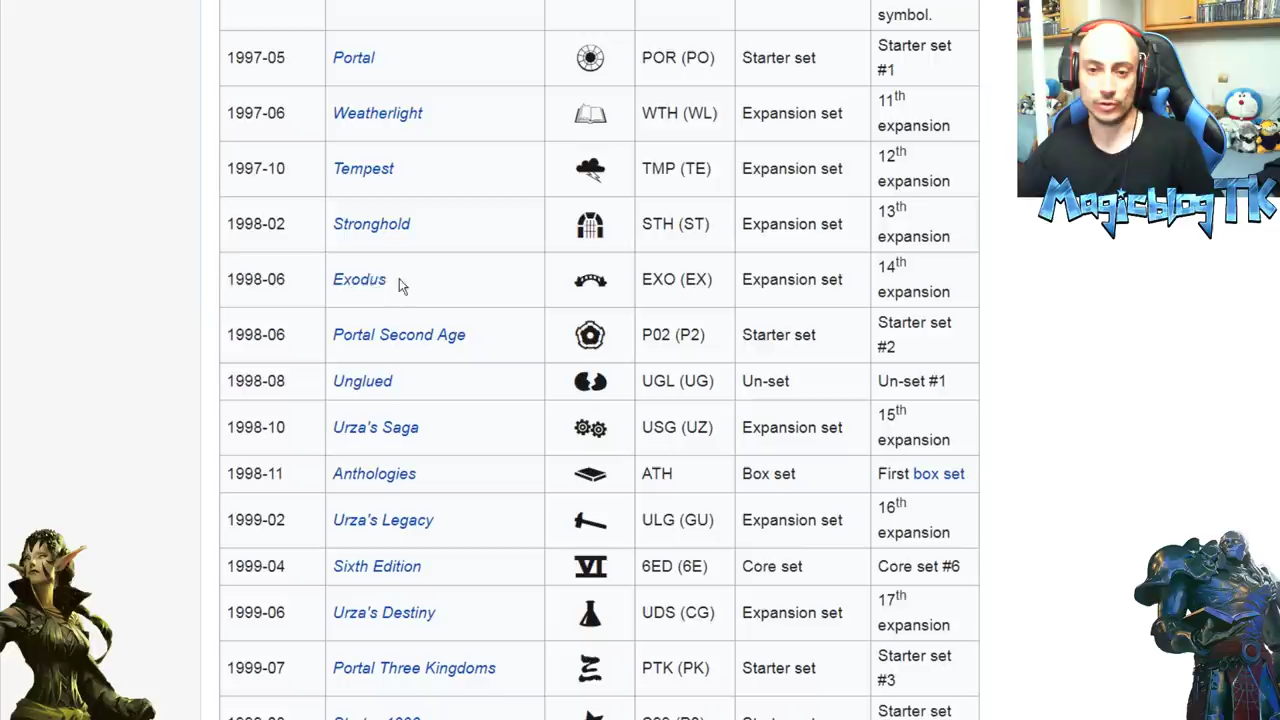 symbol.
1997-05 Portal POR (PO) Starter set Starter set
#1
1997-06 Weatherlight WTH (WL) Expansion set 11th
expansion
1997-10 Tempest TMP (TE) Expansion set 12th
expansion
1998-02 Stronghold STH (ST) Expansion set 13th
expansion
1998-06 Exodus EXO (EX) Expansion set 14th
expansion
1998-06 Portal Second Age P02 (P2) Starter set Starter set
#2
1998-08 Unglued UGL (UG) Un-set Un-set #1
1998-10 Urza's Saga USG (UZ) Expansion set 15th
expansion
1998-11 Anthologies ATH Box set First box set
1999-02 Urza's Legacy ULG (GU) Expansion set 16th
expansion
1999-04 Sixth Edition VI 6ED (6E) Core set Core set #6
1999-06 Urza's Destiny UDS (CG) Expansion set 17th
expansion
1999-07 Portal Three Kingdoms PTK (PK) Starter set Starter set
#3
Starter set
MagicblogTK